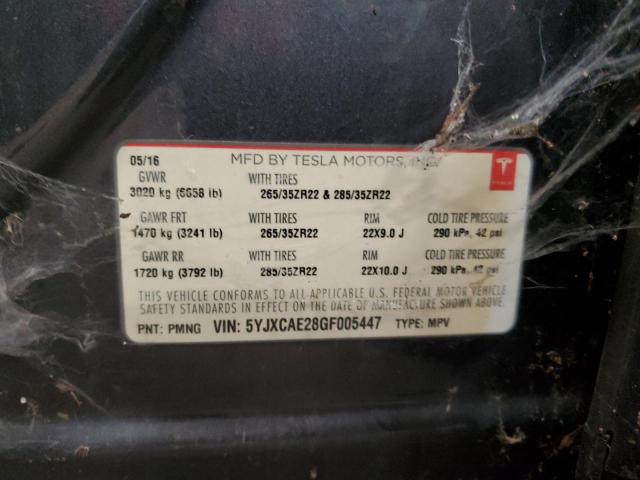 05/16 MFD BY TESLA MOTORS, INC.
GVWR WITH TIRES
3020 kg (6658 lb) 265/35ZR22 & 285/35ZR22
GAWR FRT WITH TIRES RIM COLD TIRE PRESSURE
1470 kg (3241 lb) 265/35ZR22 22X9.0 J 290 kPa, 42 psi
GAWR RR WITH TIRES RIM COLD TIRE PRESSURE
1720 kg (3792 lb) 285/35ZR22 22X10.0 J 290 kPa, 42 psi
THIS VEHICLE CONFORMS TO ALL APPLICABLE U.S. FEDERAL MOTOR VEHICLE
SAFETY STANDARDS IN EFFECT ON THE DATE OF MANUFACTURE SHOWN ABOVE.
PNT: PMNG VIN: 5YJXCAE28GF005447 TYPE: MPV